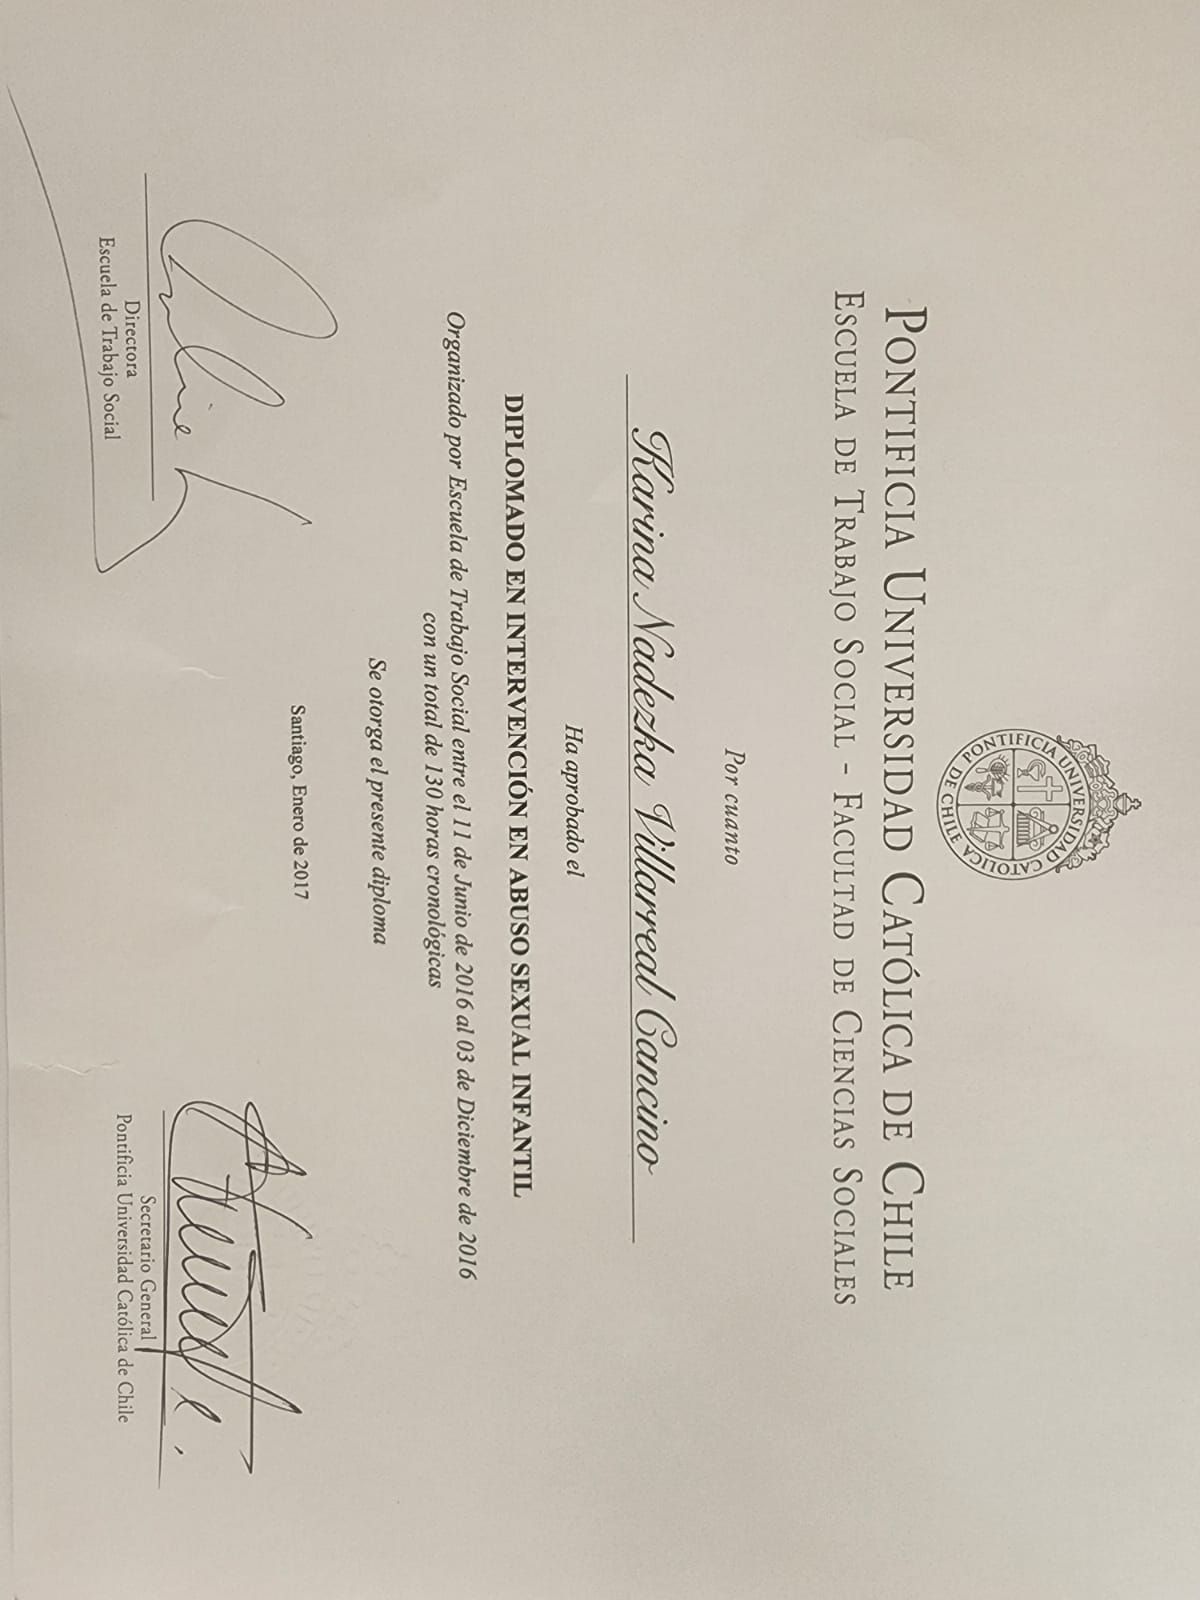 PONTIFICIA UNIVERSIDAD CATOLICA DE CHILE
PONTIFICIA UNIVERSIDAD CATÓLICA DE CHILE
ESCUELA DE TRABAJO SOCIAL - FACULTAD DE CIENCIAS SOCIALES
Por cuanto
Karina Nadezka Villarreal Cancino
Ha aprobado el
DIPLOMADO EN INTERVENCIÓN EN ABUSO SEXUAL INFANTIL
Organizado por Escuela de Trabajo Social entre el 11 de Junio de 2016 al 03 de Diciembre de 2016
con un total de 130 horas cronológicas
Se otorga el presente diploma
Santiago, Enero de 2017
Directora
Escuela de Trabajo Social
Secretario General
Pontificia Universidad Católica de Chile